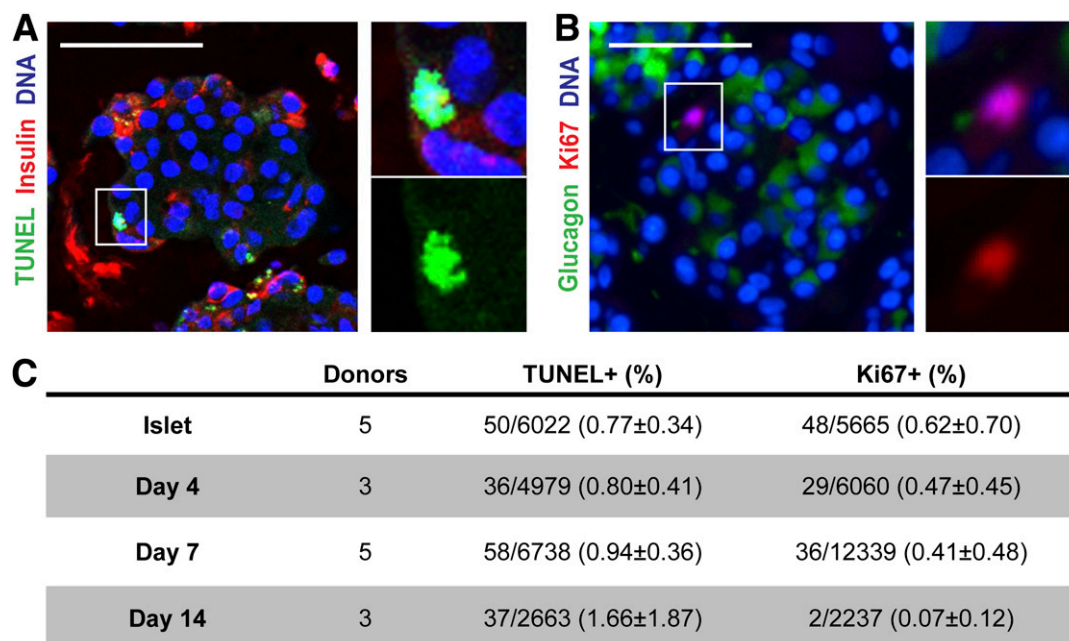 A
TUNEL Insulin DNA
B
Glucagon Ki67 DNA
C
Donors TUNEL+ (%) Ki67+ (%)
Islet 5 50/6022 (0.77±0.34) 48/5665 (0.62±0.70)
Day 4 3 36/4979 (0.80±0.41) 29/6060 (0.47±0.45)
Day 7 5 58/6738 (0.94±0.36) 36/12339 (0.41±0.48)
Day 14 3 37/2663 (1.66±1.87) 2/2237 (0.07±0.12)